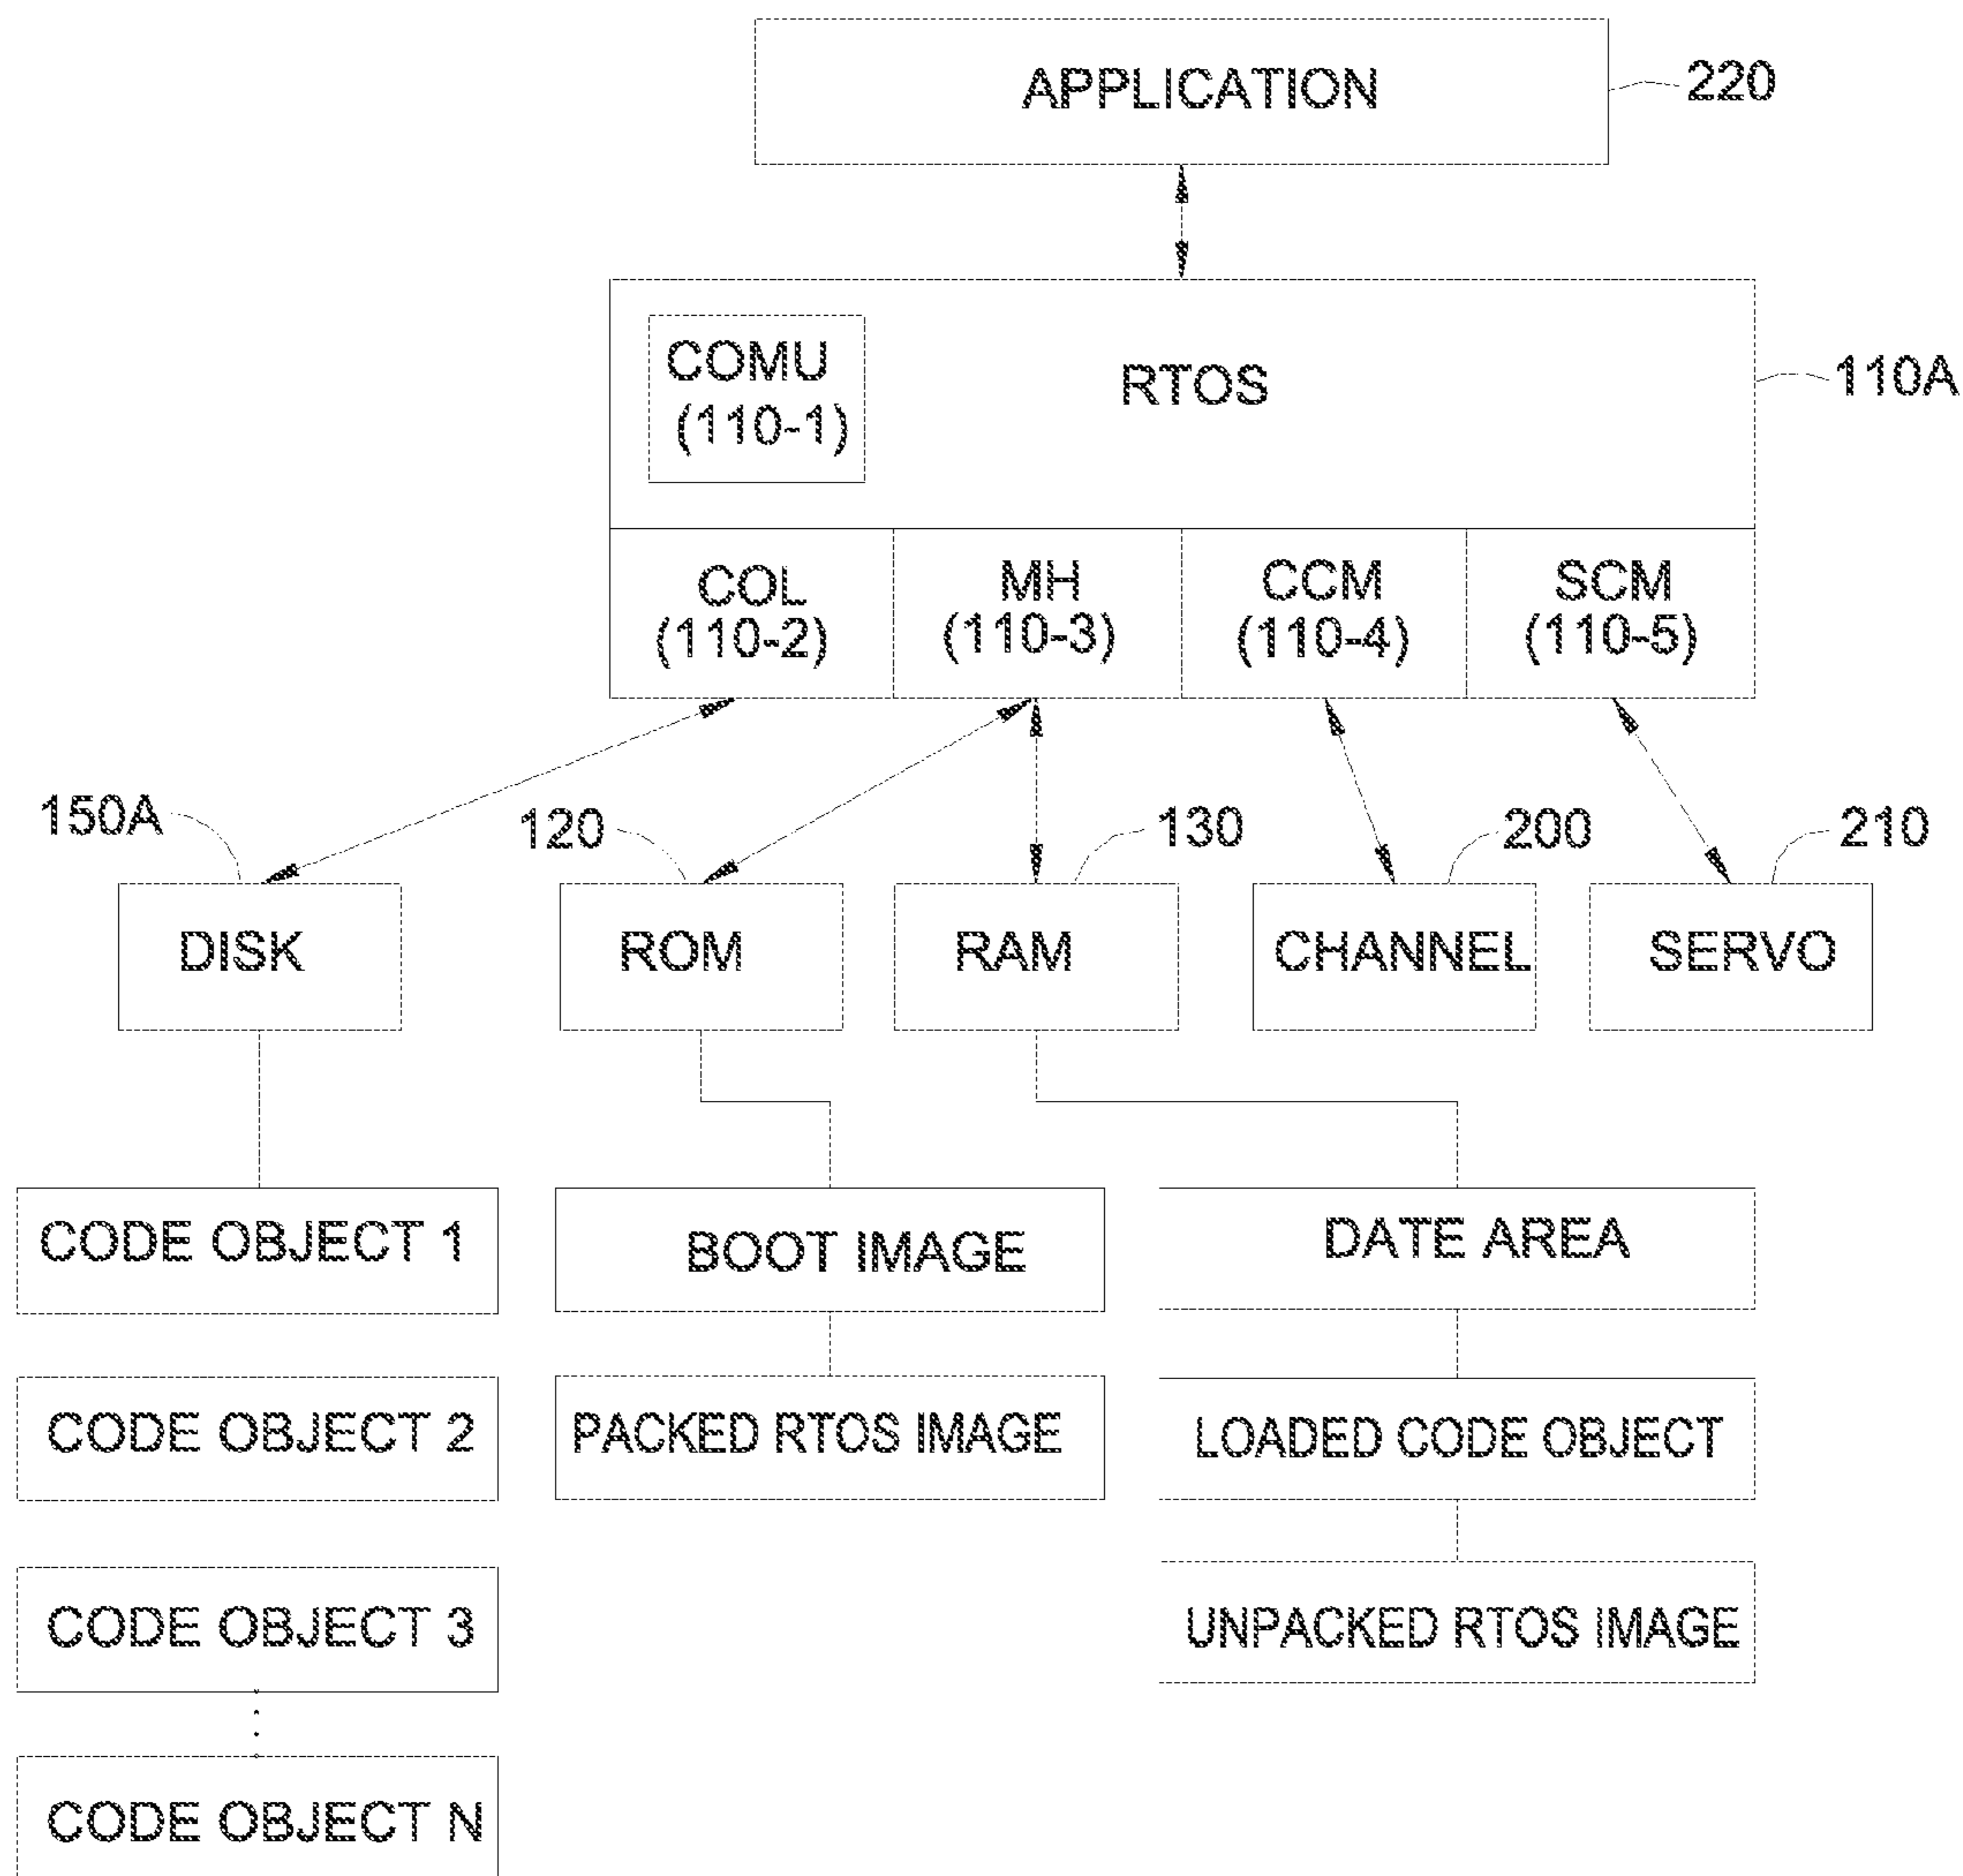 APPLICATION
220
COMU
(110-1)
RTOS
110A
COL
(110-2)
MH
(110-3)
CCM
(110-4)
SCM
(110-5)
150A
120
130
200
210
DISK
ROM
RAM
CHANNEL
SERVO
CODE OBJECT 1
BOOT IMAGE
DATE AREA
CODE OBJECT 2
PACKED RTOS IMAGE
LOADED CODE OBJECT
CODE OBJECT 3
UNPACKED RTOS IMAGE
CODE OBJECT N